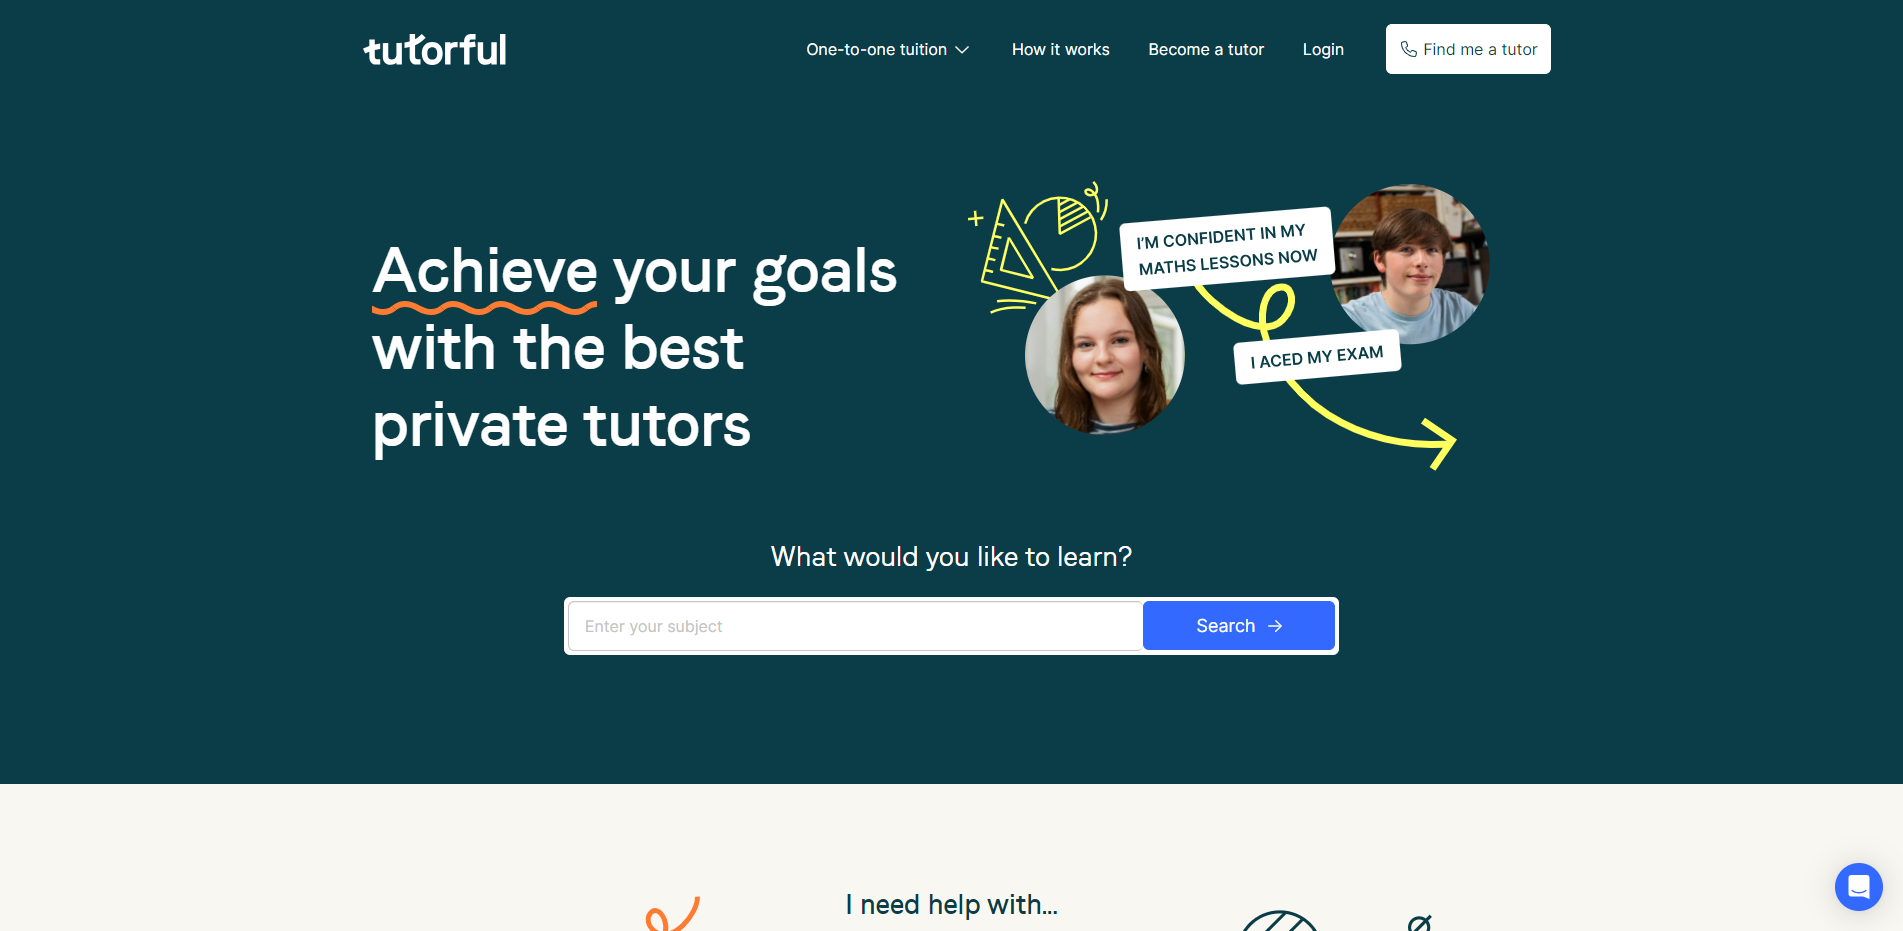 tutorful
One-to-one tuition
How it works
Become a tutor
Login
Find me a tutor
Achieve your goals
with the best
private tutors
I'M CONFIDENT IN MY
MATHS LESSONS NOW
I ACED MY EXAM
What would you like to learn?
Enter your subject
Search
I need help with...